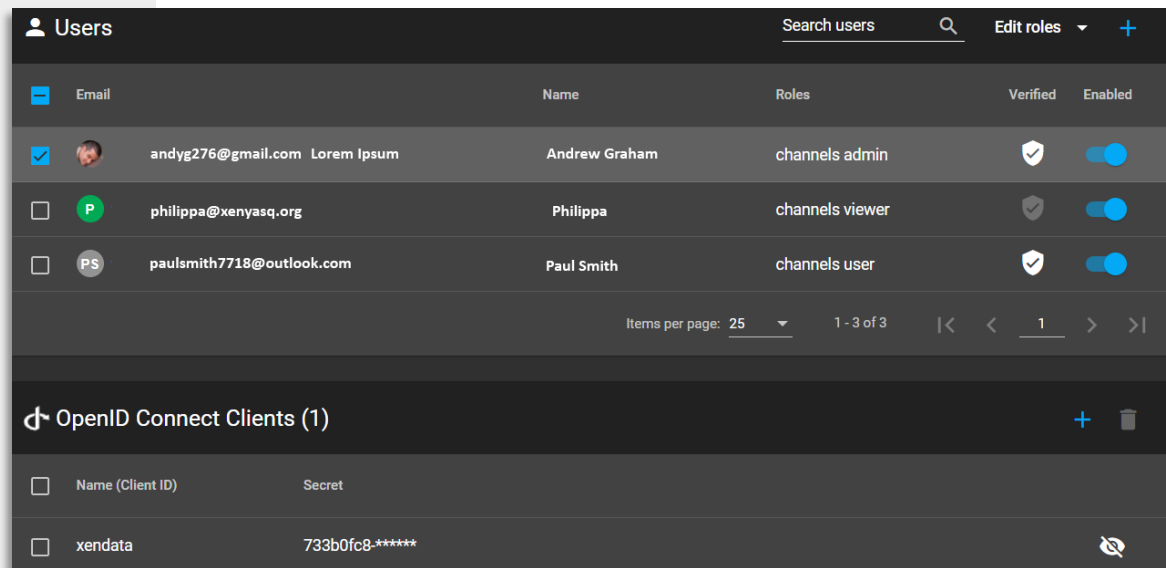 Users Search users Edit roles
Email Name Roles Verified Enabled
andyg276@gmail.com Lorem Ipsum Andrew Graham channels admin
P philippa@xenyasq.org Philippa channels viewer
PS paulsmith7718@outlook.com Paul Smith channels user
Items per page: 25 1 - 3 of 3 1
OpenID Connect Clients (1)
Name (Client ID) Secret
xendata 733b0fc8-******